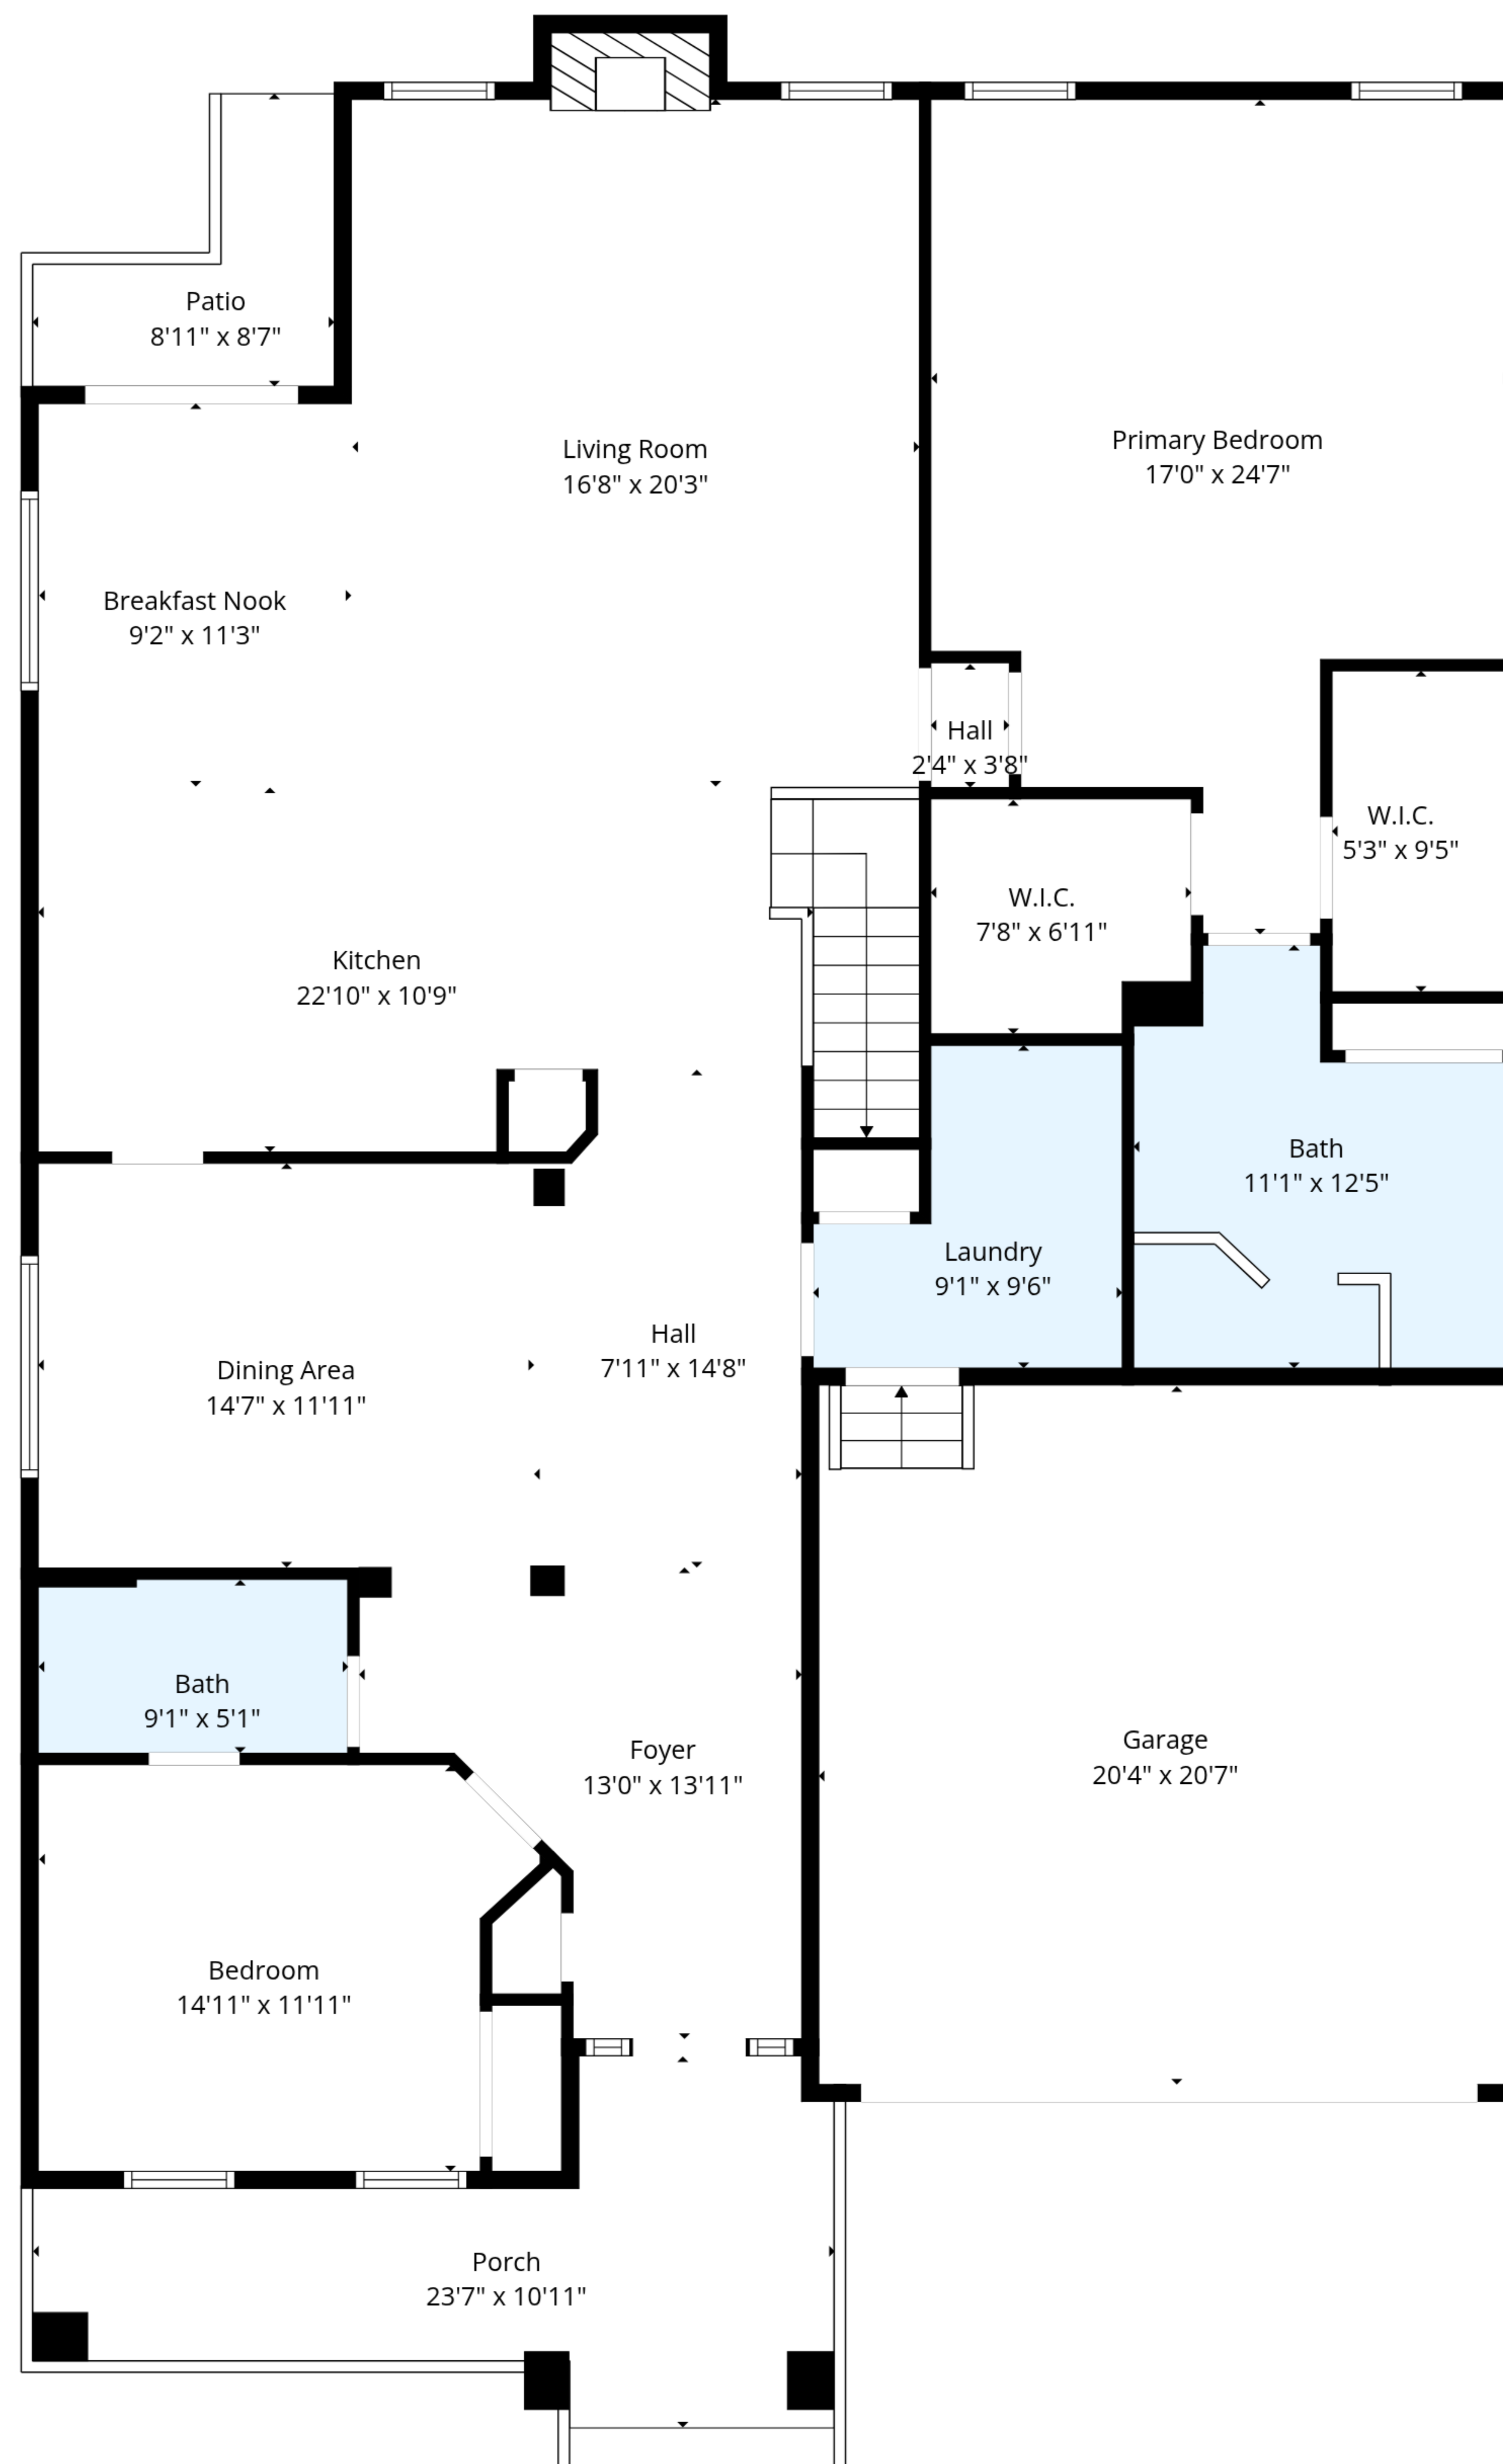 Patio
8'11" x 8'7"
Living Room
16'8" x 20'3"
Primary Bedroom
17'0" x 24'7"
Breakfast Nook
9'2" x 11'3"
Hall
2'4" x 3'8"
W.I.C.
5'3" x 9'5"
W.I.C.
7'8" x 6'11"
Kitchen
22'10" x 10'9"
Bath
11'1" x 12'5"
Laundry
9'1" x 9'6"
Hall
7'11" x 14'8"
Dining Area
14'7" x 11'11"
Bath
9'1" x 5'1"
Foyer
13'0" x 13'11"
Garage
20'4" x 20'7"
Bedroom
14'11" x 11'11"
Porch
23'7" x 10'11"